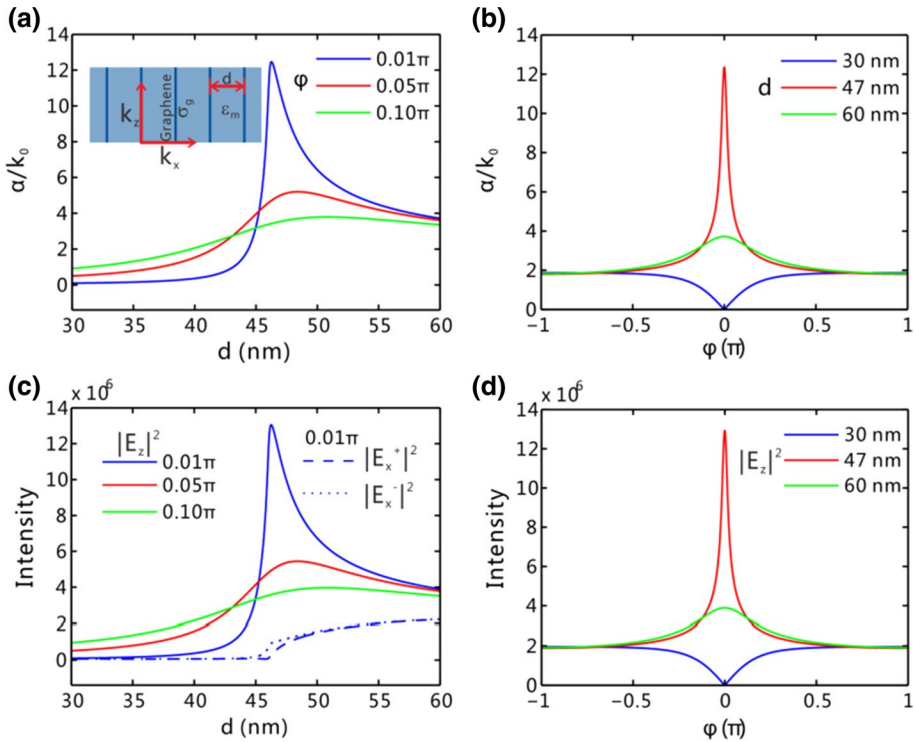 (a)
14
12
10
8
6
4
2
0
α/k0
φ
0.01π
0.05π
0.10π
d
εm
Graphene
σg
kz
kx
30 35 40 45 50 55 60
d (nm)
(b)
14
12
10
8
6
4
2
0
α/k0
d
30 nm
47 nm
60 nm
-1 -0.5 0 0.5 1
φ(π)
(c)
x 10^6
14
12
10
8
6
4
2
0
Intensity
|Ez|^2
0.01π
0.05π
0.10π
0.01π
|Ex^+|^2
|Ex^-|^2
30 35 40 45 50 55 60
d (nm)
(d)
x 10^6
14
12
10
8
6
4
2
0
Intensity
|Ez|^2
30 nm
47 nm
60 nm
-1 -0.5 0 0.5 1
φ(π)